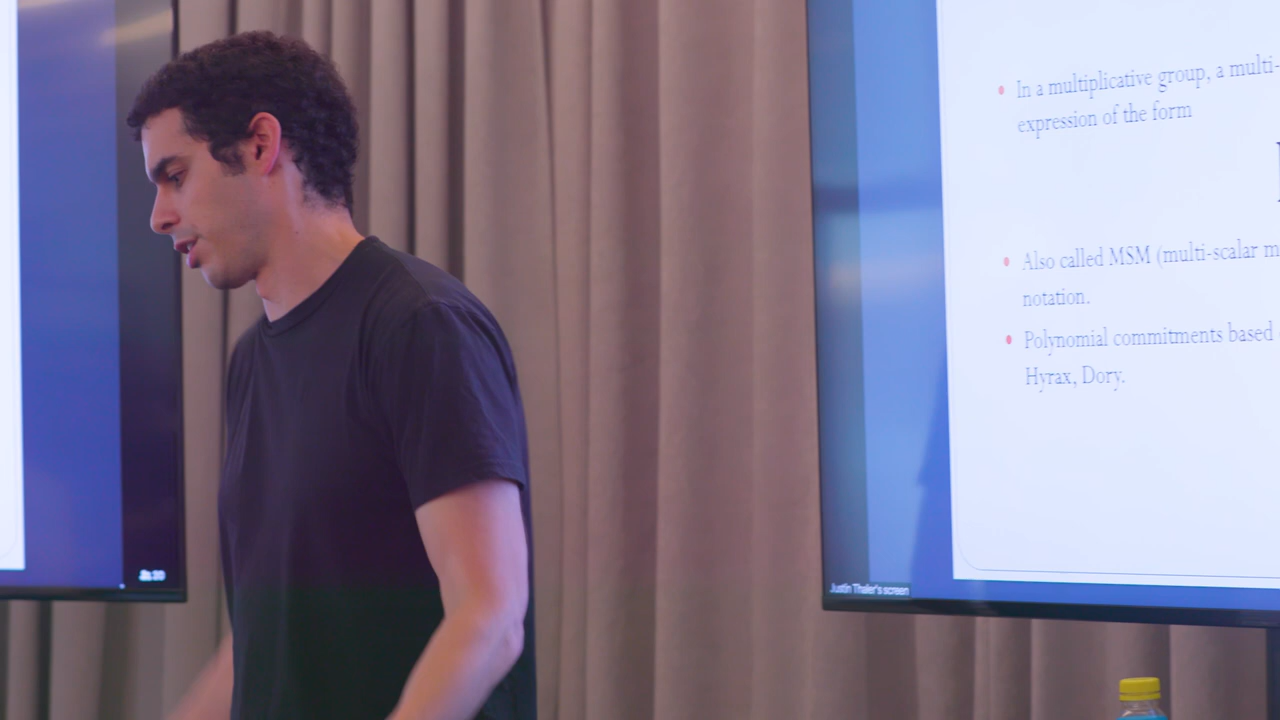 In a multiplicative group, a multi-
expression of the form
Also called MSM (multi-scalar m
notation.
Polynomial commitments based
Hyrax, Dory.
Justin Thaler's screen